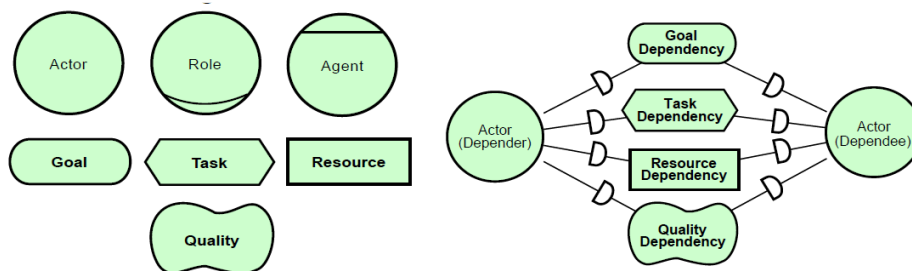 Actor
Role
Agent
Goal
Task
Resource
Quality
Goal
Dependency
Actor
(Depender)
Task
Dependency
Actor
(Dependee)
Resource
Dependency
Quality
Dependency